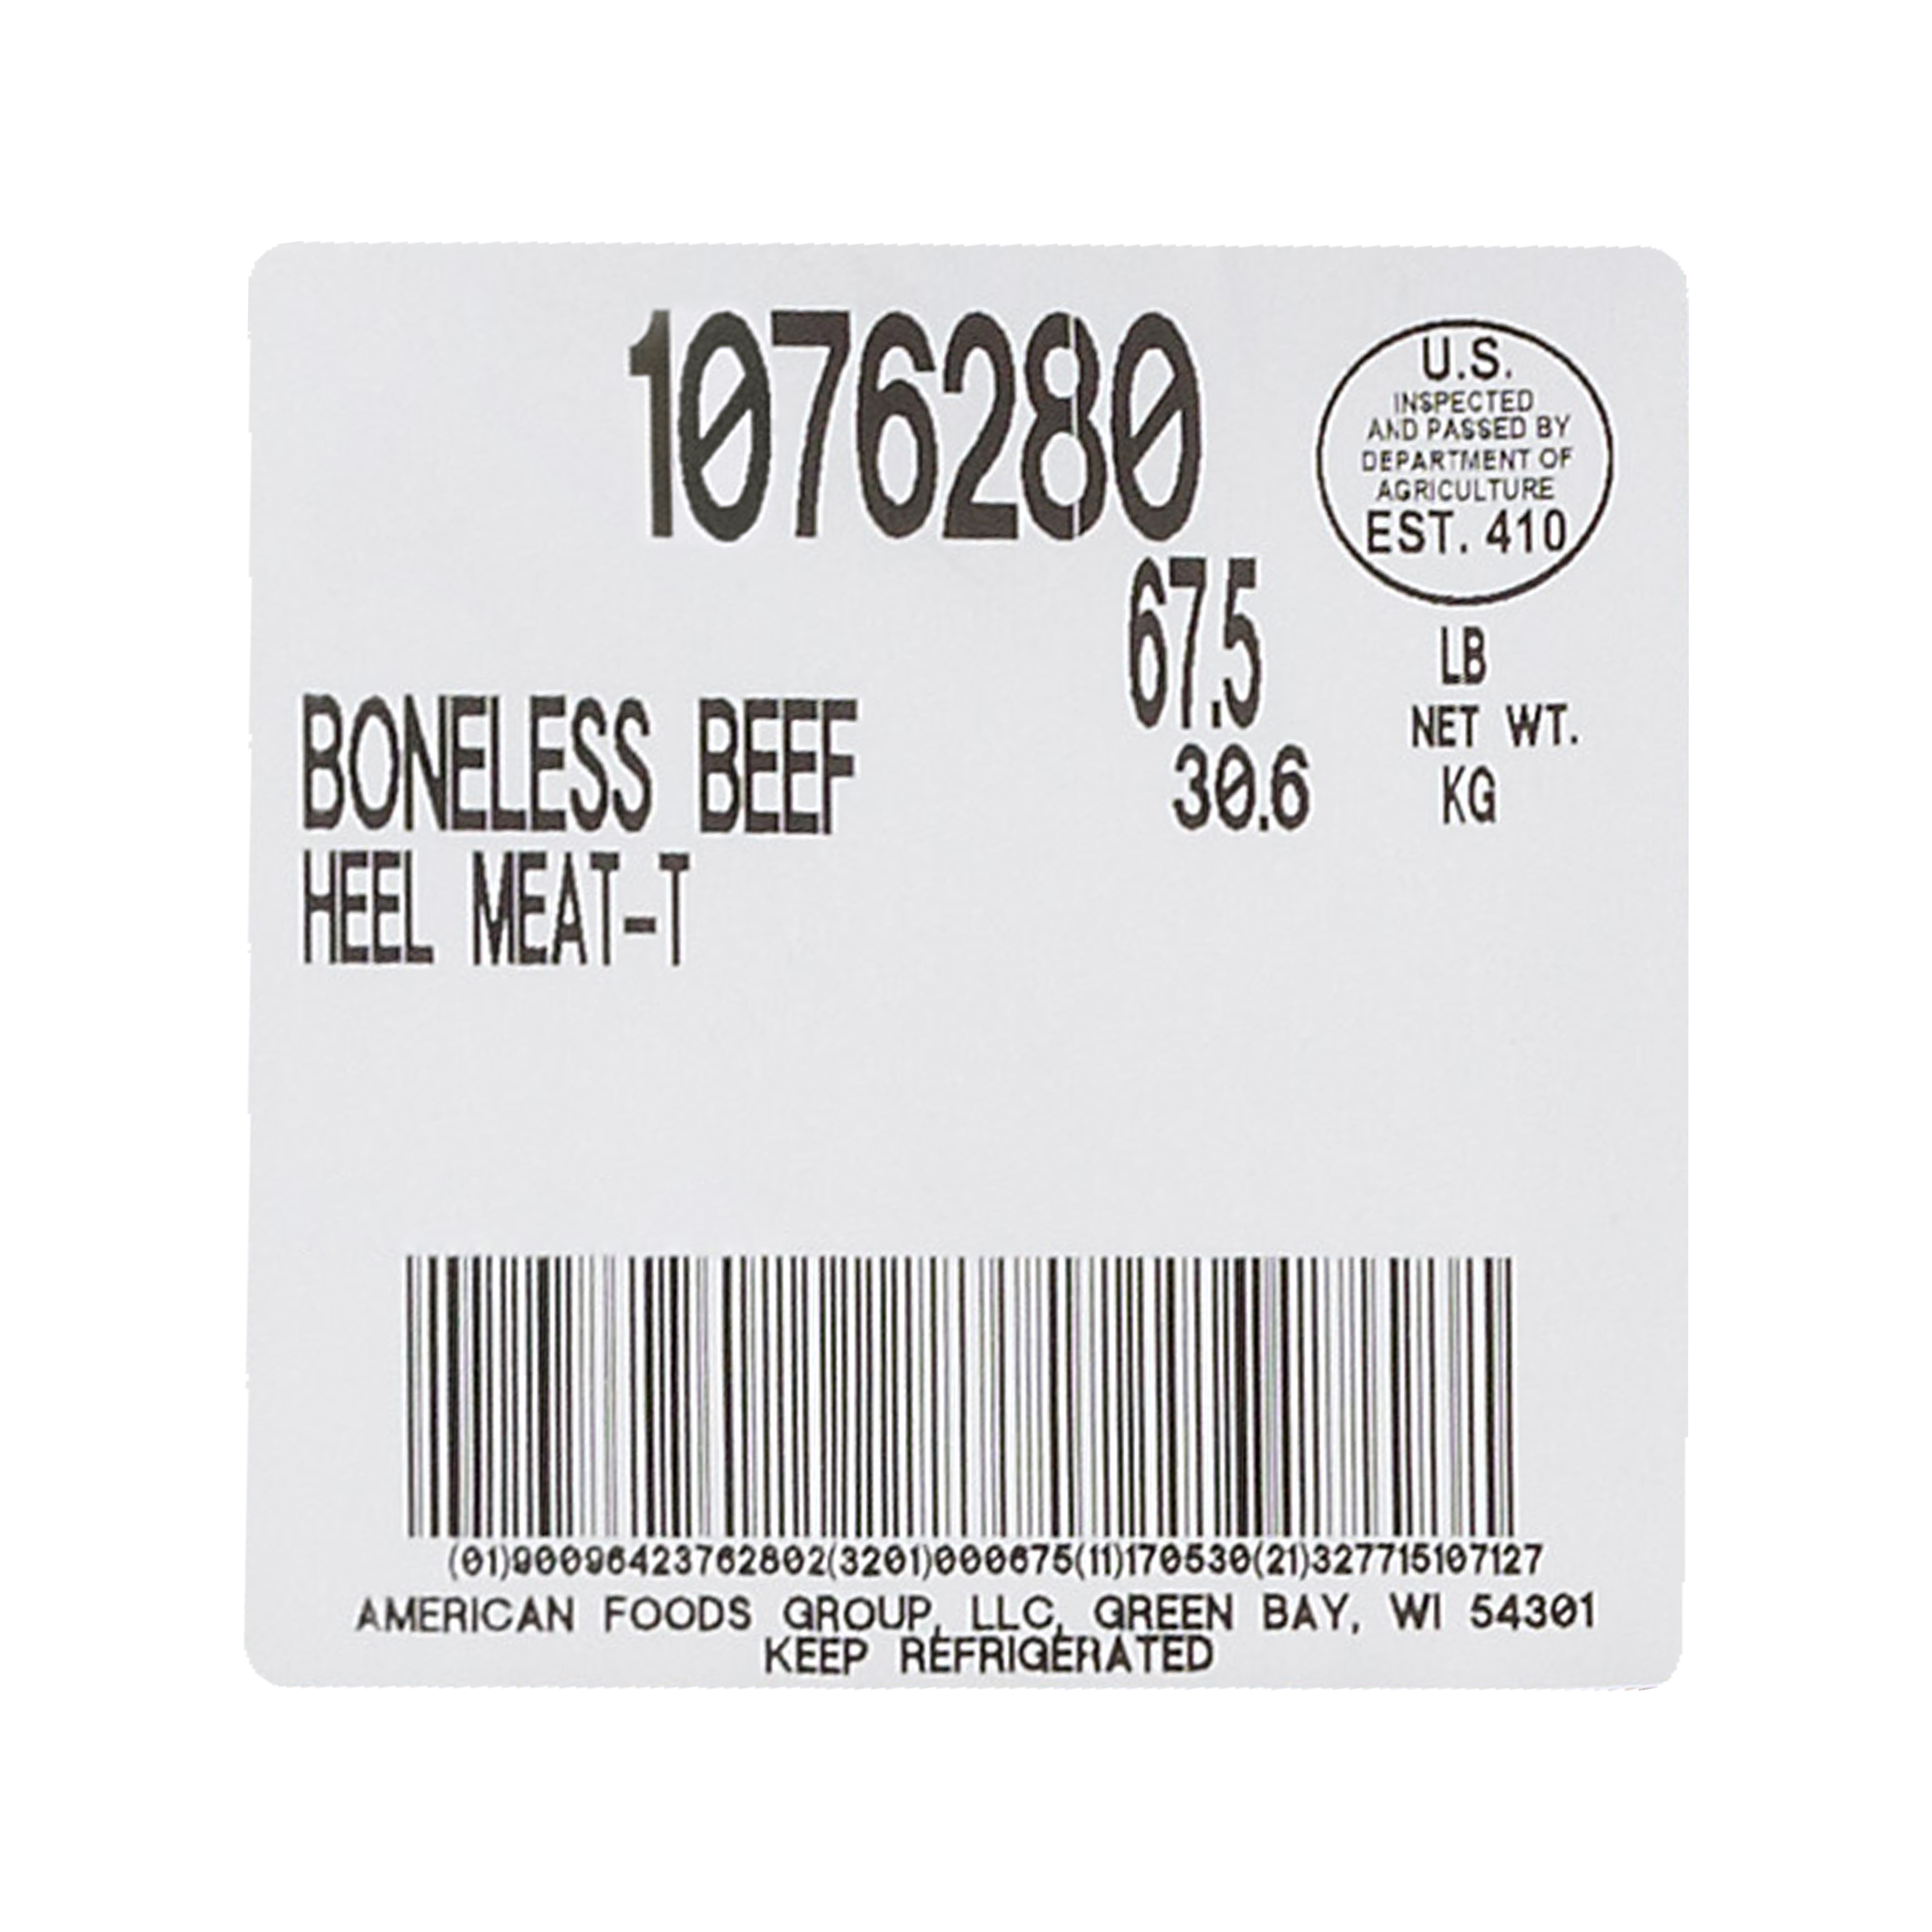 1076280
U.S.
INSPECTED
AND PASSED BY
DEPARTMENT OF
AGRICULTURE
EST. 410
67.5 LB
NET WT.
BONELESS BEEF 30.6 KG
HEEL MEAT-T
(01)90096423762802(3201)000675(11)170530(21)327715107127
AMERICAN FOODS GROUP, LLC, GREEN BAY, WI 54301
KEEP REFRIGERATED